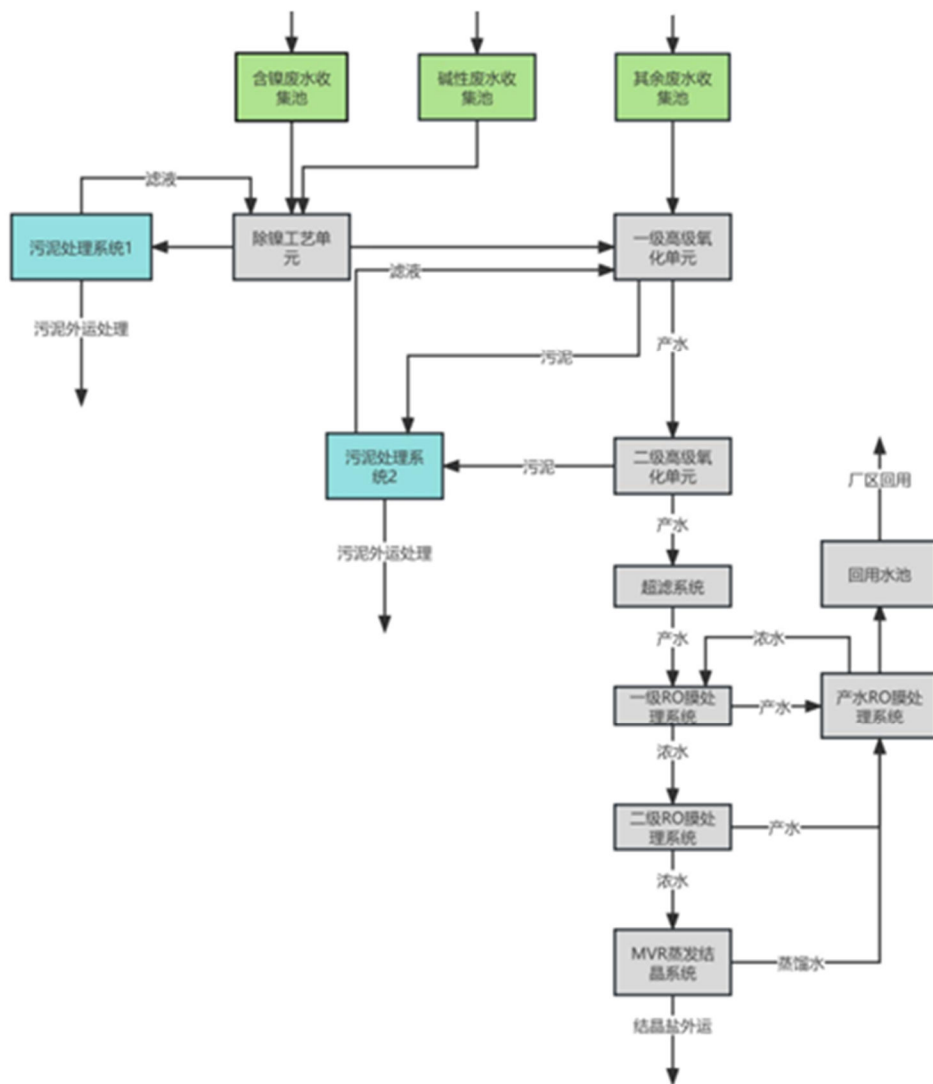 含镍废水收
集池
碱性废水收
集池
其余废水收
集池
滤液
污泥处理系统1
除镍工艺单
元
一级高级氧
化单元
滤液
污泥外运处理
产水
污泥
污泥处理系
统2
污泥
二级高级氧
化单元
厂区回用
产水
污泥外运处理
回用水池
超滤系统
产水
浓水
一级RO膜处
理系统
产水
产水RO膜处
理系统
浓水
二级RO膜处
理系统
产水
浓水
MVR蒸发结
晶系统
蒸馏水
结晶盐外运